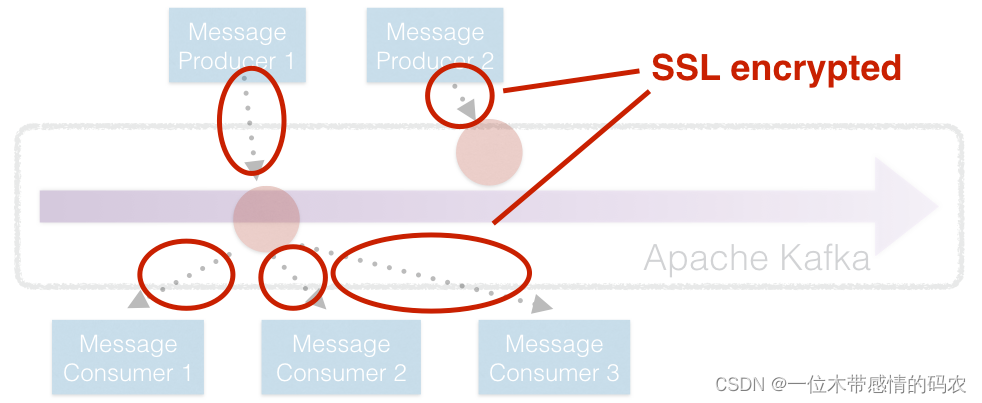 Message
Producer 1
Message
Producer 2
SSL encrypted
Apache Kafka
Message
Consumer 1
Message
Consumer 2
Message
Consumer 3
CSDN @一位木带感情的码农